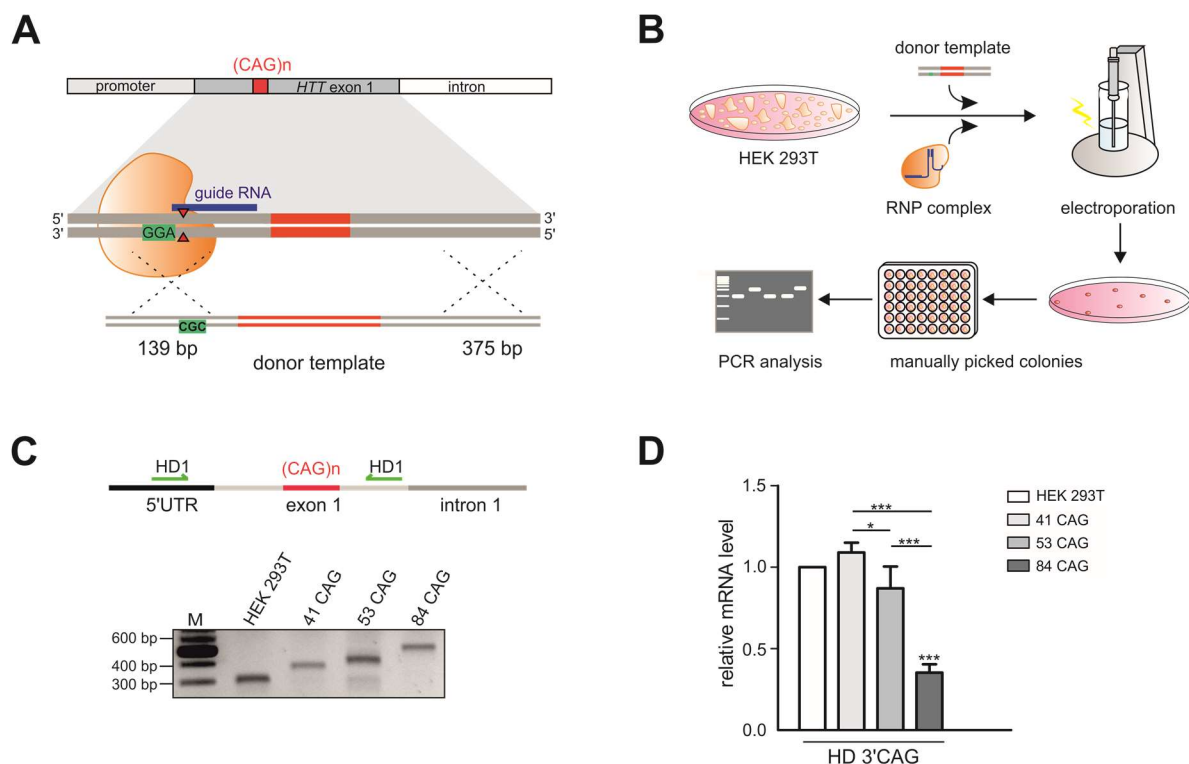 A
(CAG)n
promoter
HTT exon 1
intron
guide RNA
5'
3'
3'
GGA
5'
CGC
139 bp
donor template
375 bp
B
donor template
HEK 293T
RNP complex
electroporation
PCR analysis
manually picked colonies
C
HD1
(CAG)n
HD1
5'UTR
exon 1
intron 1
M
HEK 293T
41 CAG
53 CAG
84 CAG
600 bp
400 bp
300 bp
D
relative mRNA level
1.5
1.0
0.5
0.0
***
*
***
***
HD 3'CAG
HEK 293T
41 CAG
53 CAG
84 CAG